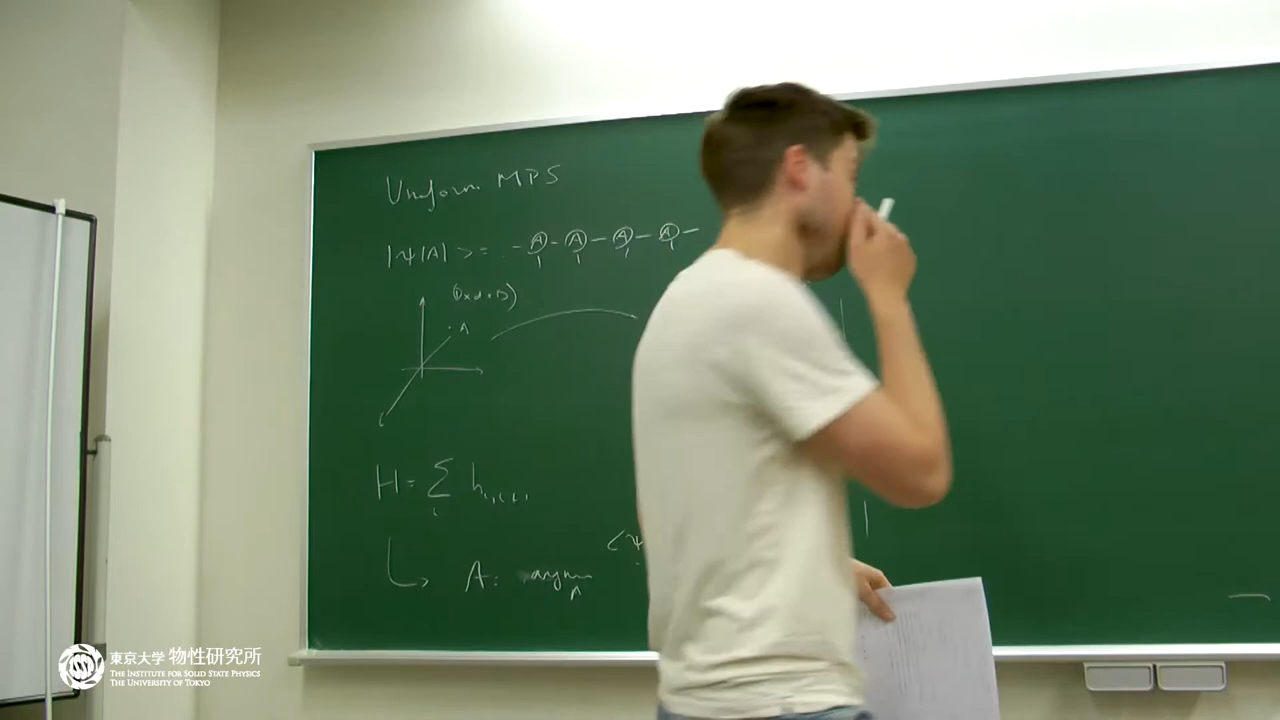 Uniform MPS
|ψ(A)> = - A - A - A - A -
(D×d×D)
A
H = Σ h_{i,i+1}
i
<ψ
A: argmin
A
東京大学 物性研究所
THE INSTITUTE FOR SOLID STATE PHYSICS
THE UNIVERSITY OF TOKYO